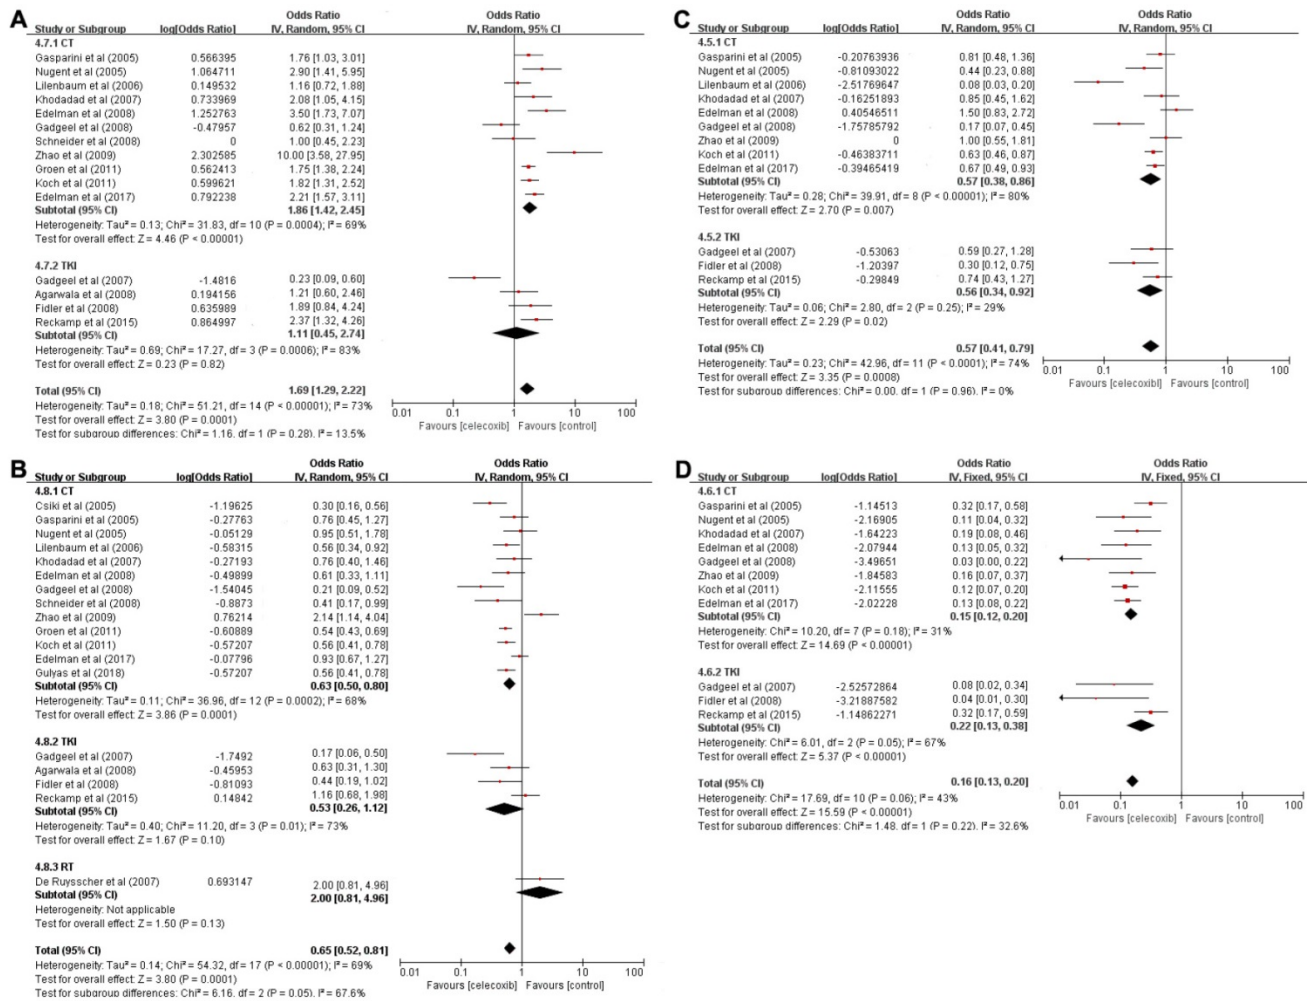 A
Odds Ratio Odds Ratio
Study or Subgroup log[Odds Ratio] IV, Random, 95% CI IV, Random, 95% CI
4.7.1 CT
Gasparini et al (2005) 0.566395 1.76 [1.03, 3.01]
Nugent et al (2005) 1.064711 2.90 [1.41, 5.95]
Lilenbaum et al (2006) 0.149532 1.16 [0.72, 1.88]
Khodadad et al (2007) 0.733969 2.08 [1.05, 4.15]
Edelman et al (2008) 1.252763 3.50 [1.73, 7.07]
Gadgeel et al (2008) -0.47957 0.62 [0.31, 1.24]
Schneider et al (2008) 0 1.00 [0.45, 2.23]
Zhao et al (2009) 2.302585 10.00 [3.58, 27.95]
Groen et al (2011) 0.562413 1.75 [1.38, 2.24]
Koch et al (2011) 0.599621 1.82 [1.31, 2.52]
Edelman et al (2017) 0.792238 2.21 [1.57, 3.11]
Subtotal (95% CI) 1.86 [1.42, 2.45]
Heterogeneity: Tau² = 0.13; Chi² = 31.83, df = 10 (P = 0.0004); I² = 69%
Test for overall effect: Z = 4.46 (P < 0.00001)
4.7.2 TKI
Gadgeel et al (2007) -1.4816 0.23 [0.09, 0.60]
Agarwala et al (2008) 0.194156 1.21 [0.60, 2.46]
Fidler et al (2008) 0.635989 1.89 [0.84, 4.24]
Reckamp et al (2015) 0.864997 2.37 [1.32, 4.26]
Subtotal (95% CI) 1.11 [0.45, 2.74]
Heterogeneity: Tau² = 0.69; Chi² = 17.27, df = 3 (P = 0.0006); I² = 83%
Test for overall effect: Z = 0.23 (P = 0.82)
Total (95% CI) 1.69 [1.29, 2.22]
Heterogeneity: Tau² = 0.18; Chi² = 51.21, df = 14 (P < 0.00001); I² = 73%
Test for overall effect: Z = 3.80 (P = 0.0001)
Test for subgroup differences: Chi² = 1.16, df = 1 (P = 0.28), I² = 13.5%
0.01 0.1 1 10 100
Favours [celecoxib] Favours [control]
B
Odds Ratio Odds Ratio
Study or Subgroup log[Odds Ratio] IV, Random, 95% CI IV, Random, 95% CI
4.8.1 CT
Csiki et al (2005) -1.19625 0.30 [0.16, 0.56]
Gasparini et al (2005) -0.27763 0.76 [0.45, 1.27]
Nugent et al (2005) -0.05129 0.95 [0.51, 1.78]
Lilenbaum et al (2006) -0.58315 0.56 [0.34, 0.92]
Khodadad et al (2007) -0.27193 0.76 [0.40, 1.46]
Edelman et al (2008) -0.49899 0.61 [0.33, 1.11]
Gadgeel et al (2008) -1.54045 0.21 [0.09, 0.52]
Schneider et al (2008) -0.8873 0.41 [0.17, 0.99]
Zhao et al (2009) 0.76214 2.14 [1.14, 4.04]
Groen et al (2011) -0.60889 0.54 [0.43, 0.69]
Koch et al (2011) -0.57207 0.56 [0.41, 0.78]
Edelman et al (2017) -0.07796 0.93 [0.67, 1.27]
Gulyas et al (2018) -0.57207 0.56 [0.41, 0.78]
Subtotal (95% CI) 0.63 [0.50, 0.80]
Heterogeneity: Tau² = 0.11; Chi² = 36.96, df = 12 (P = 0.0002); I² = 68%
Test for overall effect: Z = 3.86 (P = 0.0001)
4.8.2 TKI
Gadgeel et al (2007) -1.7492 0.17 [0.06, 0.50]
Agarwala et al (2008) -0.45953 0.63 [0.31, 1.30]
Fidler et al (2008) -0.81093 0.44 [0.19, 1.02]
Reckamp et al (2015) 0.14842 1.16 [0.68, 1.98]
Subtotal (95% CI) 0.53 [0.26, 1.12]
Heterogeneity: Tau² = 0.40; Chi² = 11.20, df = 3 (P = 0.01); I² = 73%
Test for overall effect: Z = 1.67 (P = 0.10)
4.8.3 RT
De Ruysscher et al (2007) 0.693147 2.00 [0.81, 4.96]
Subtotal (95% CI) 2.00 [0.81, 4.96]
Heterogeneity: Not applicable
Test for overall effect: Z = 1.50 (P = 0.13)
Total (95% CI) 0.65 [0.52, 0.81]
Heterogeneity: Tau² = 0.14; Chi² = 54.32, df = 17 (P < 0.00001); I² = 69%
Test for overall effect: Z = 3.80 (P = 0.0001)
Test for subgroup differences: Chi² = 6.16, df = 2 (P = 0.05), I² = 67.6%
0.01 0.1 1 10 100
Favours [celecoxib] Favours [control]
C
Odds Ratio Odds Ratio
Study or Subgroup log[Odds Ratio] IV, Random, 95% CI IV, Random, 95% CI
4.5.1 CT
Gasparini et al (2005) -0.20763936 0.81 [0.48, 1.36]
Nugent et al (2005) -0.81093022 0.44 [0.23, 0.88]
Lilenbaum et al (2006) -2.51769647 0.08 [0.03, 0.20]
Khodadad et al (2007) -0.16251893 0.85 [0.45, 1.62]
Edelman et al (2008) 0.40546511 1.50 [0.83, 2.72]
Gadgeel et al (2008) -1.75785792 0.17 [0.07, 0.45]
Zhao et al (2009) 0 1.00 [0.55, 1.81]
Koch et al (2011) -0.46383711 0.63 [0.46, 0.87]
Edelman et al (2017) -0.39465419 0.67 [0.49, 0.93]
Subtotal (95% CI) 0.57 [0.38, 0.86]
Heterogeneity: Tau² = 0.28; Chi² = 39.91, df = 8 (P < 0.00001); I² = 80%
Test for overall effect: Z = 2.70 (P = 0.007)
4.5.2 TKI
Gadgeel et al (2007) -0.53063 0.59 [0.27, 1.28]
Fidler et al (2008) -1.20397 0.30 [0.12, 0.75]
Reckamp et al (2015) -0.29849 0.74 [0.43, 1.27]
Subtotal (95% CI) 0.56 [0.34, 0.92]
Heterogeneity: Tau² = 0.06; Chi² = 2.80, df = 2 (P = 0.25); I² = 29%
Test for overall effect: Z = 2.29 (P = 0.02)
Total (95% CI) 0.57 [0.41, 0.79]
Heterogeneity: Tau² = 0.23; Chi² = 42.96, df = 11 (P < 0.0001); I² = 74%
Test for overall effect: Z = 3.35 (P = 0.0008)
Test for subgroup differences: Chi² = 0.00, df = 1 (P = 0.96), I² = 0%
0.01 0.1 1 10 100
Favours [celecoxib] Favours [control]
D
Odds Ratio Odds Ratio
Study or Subgroup log[Odds Ratio] IV, Fixed, 95% CI IV, Fixed, 95% CI
4.6.1 CT
Gasparini et al (2005) -1.14513 0.32 [0.17, 0.58]
Nugent et al (2005) -2.16905 0.11 [0.04, 0.32]
Khodadad et al (2007) -1.64223 0.19 [0.08, 0.46]
Edelman et al (2008) -2.07944 0.13 [0.05, 0.32]
Gadgeel et al (2008) -3.49651 0.03 [0.00, 0.22]
Zhao et al (2009) -1.84583 0.16 [0.07, 0.37]
Koch et al (2011) -2.11555 0.12 [0.07, 0.20]
Edelman et al (2017) -2.02228 0.13 [0.08, 0.22]
Subtotal (95% CI) 0.15 [0.12, 0.20]
Heterogeneity: Chi² = 10.20, df = 7 (P = 0.18); I² = 31%
Test for overall effect: Z = 14.69 (P < 0.00001)
4.6.2 TKI
Gadgeel et al (2007) -2.52572864 0.08 [0.02, 0.34]
Fidler et al (2008) -3.21887582 0.04 [0.01, 0.30]
Reckamp et al (2015) -1.14862271 0.32 [0.17, 0.59]
Subtotal (95% CI) 0.22 [0.13, 0.38]
Heterogeneity: Chi² = 6.01, df = 2 (P = 0.05); I² = 67%
Test for overall effect: Z = 5.37 (P < 0.00001)
Total (95% CI) 0.16 [0.13, 0.20]
Heterogeneity: Chi² = 17.69, df = 10 (P = 0.06); I² = 43%
Test for overall effect: Z = 15.59 (P < 0.00001)
Test for subgroup differences: Chi² = 1.48, df = 1 (P = 0.22), I² = 32.6%
0.01 0.1 1 10 100
Favours [celecoxib] Favours [control]